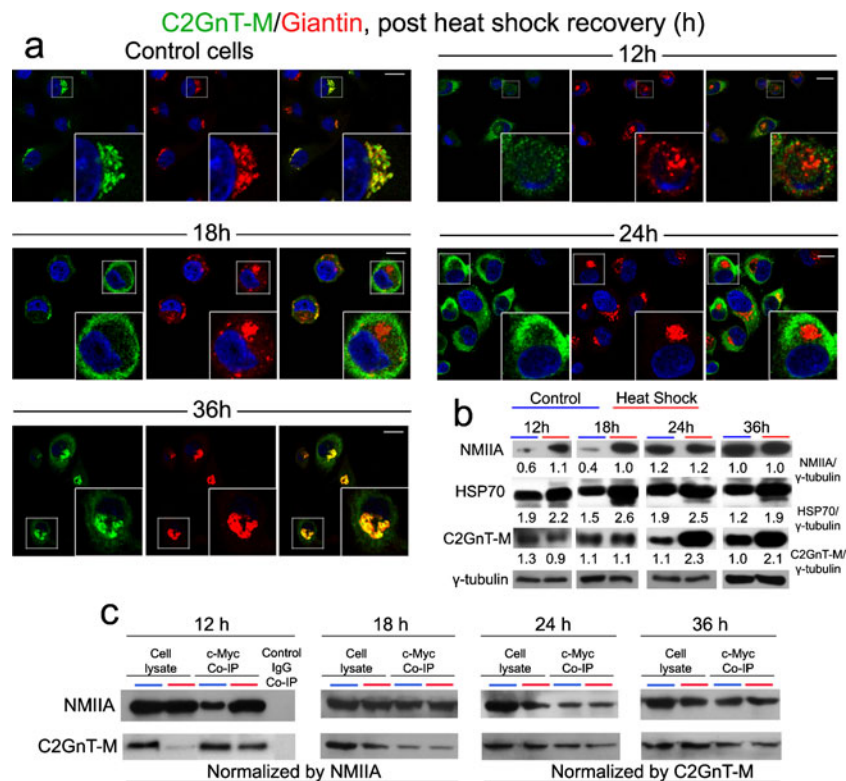 C2GnT-M/Giantin, post heat shock recovery (h)
a
Control cells
12h
18h
24h
36h
b
Control Heat Shock
12h 18h 24h 36h
NMIIA
0.6 1.1 0.4 1.0 1.2 1.2 1.0 1.0 NMIIA/
γ-tubulin
HSP70
1.9 2.2 1.5 2.6 1.9 2.5 1.2 1.9 HSP70/
γ-tubulin
C2GnT-M
1.3 0.9 1.1 1.1 1.1 2.3 1.0 2.1 C2GnT-M/
γ-tubulin
γ-tubulin
c
12 h 18 h 24 h 36 h
Cell lysate c-Myc Co-IP Control IgG Co-IP Cell lysate c-Myc Co-IP Cell lysate c-Myc Co-IP Cell lysate c-Myc Co-IP
NMIIA
C2GnT-M
Normalized by NMIIA Normalized by C2GnT-M